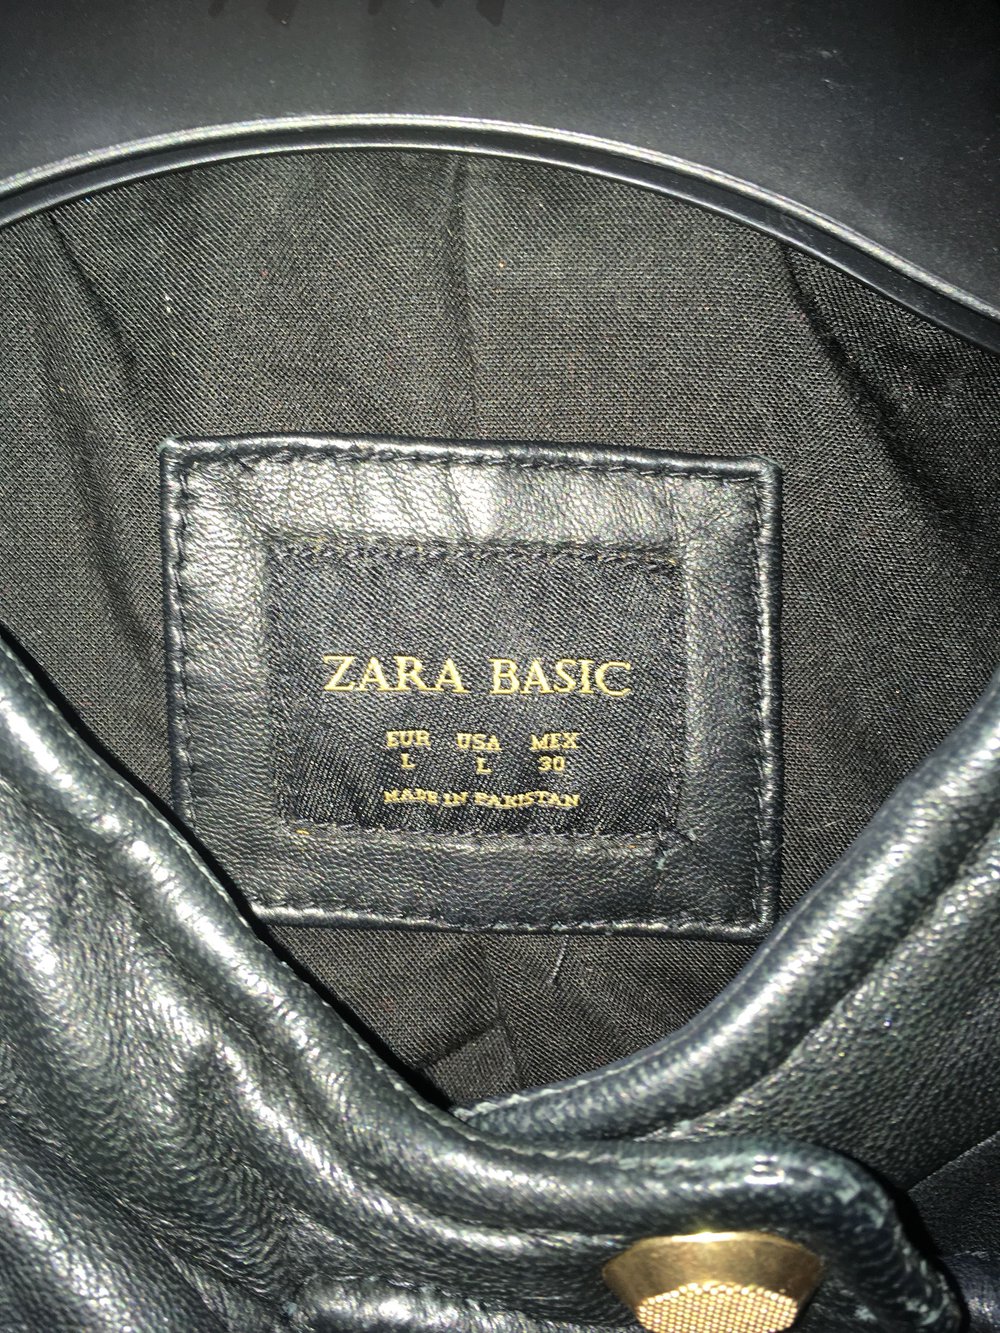 ZARA BASIC
EUR USA MEX
L L 30
MADE IN PAKISTAN